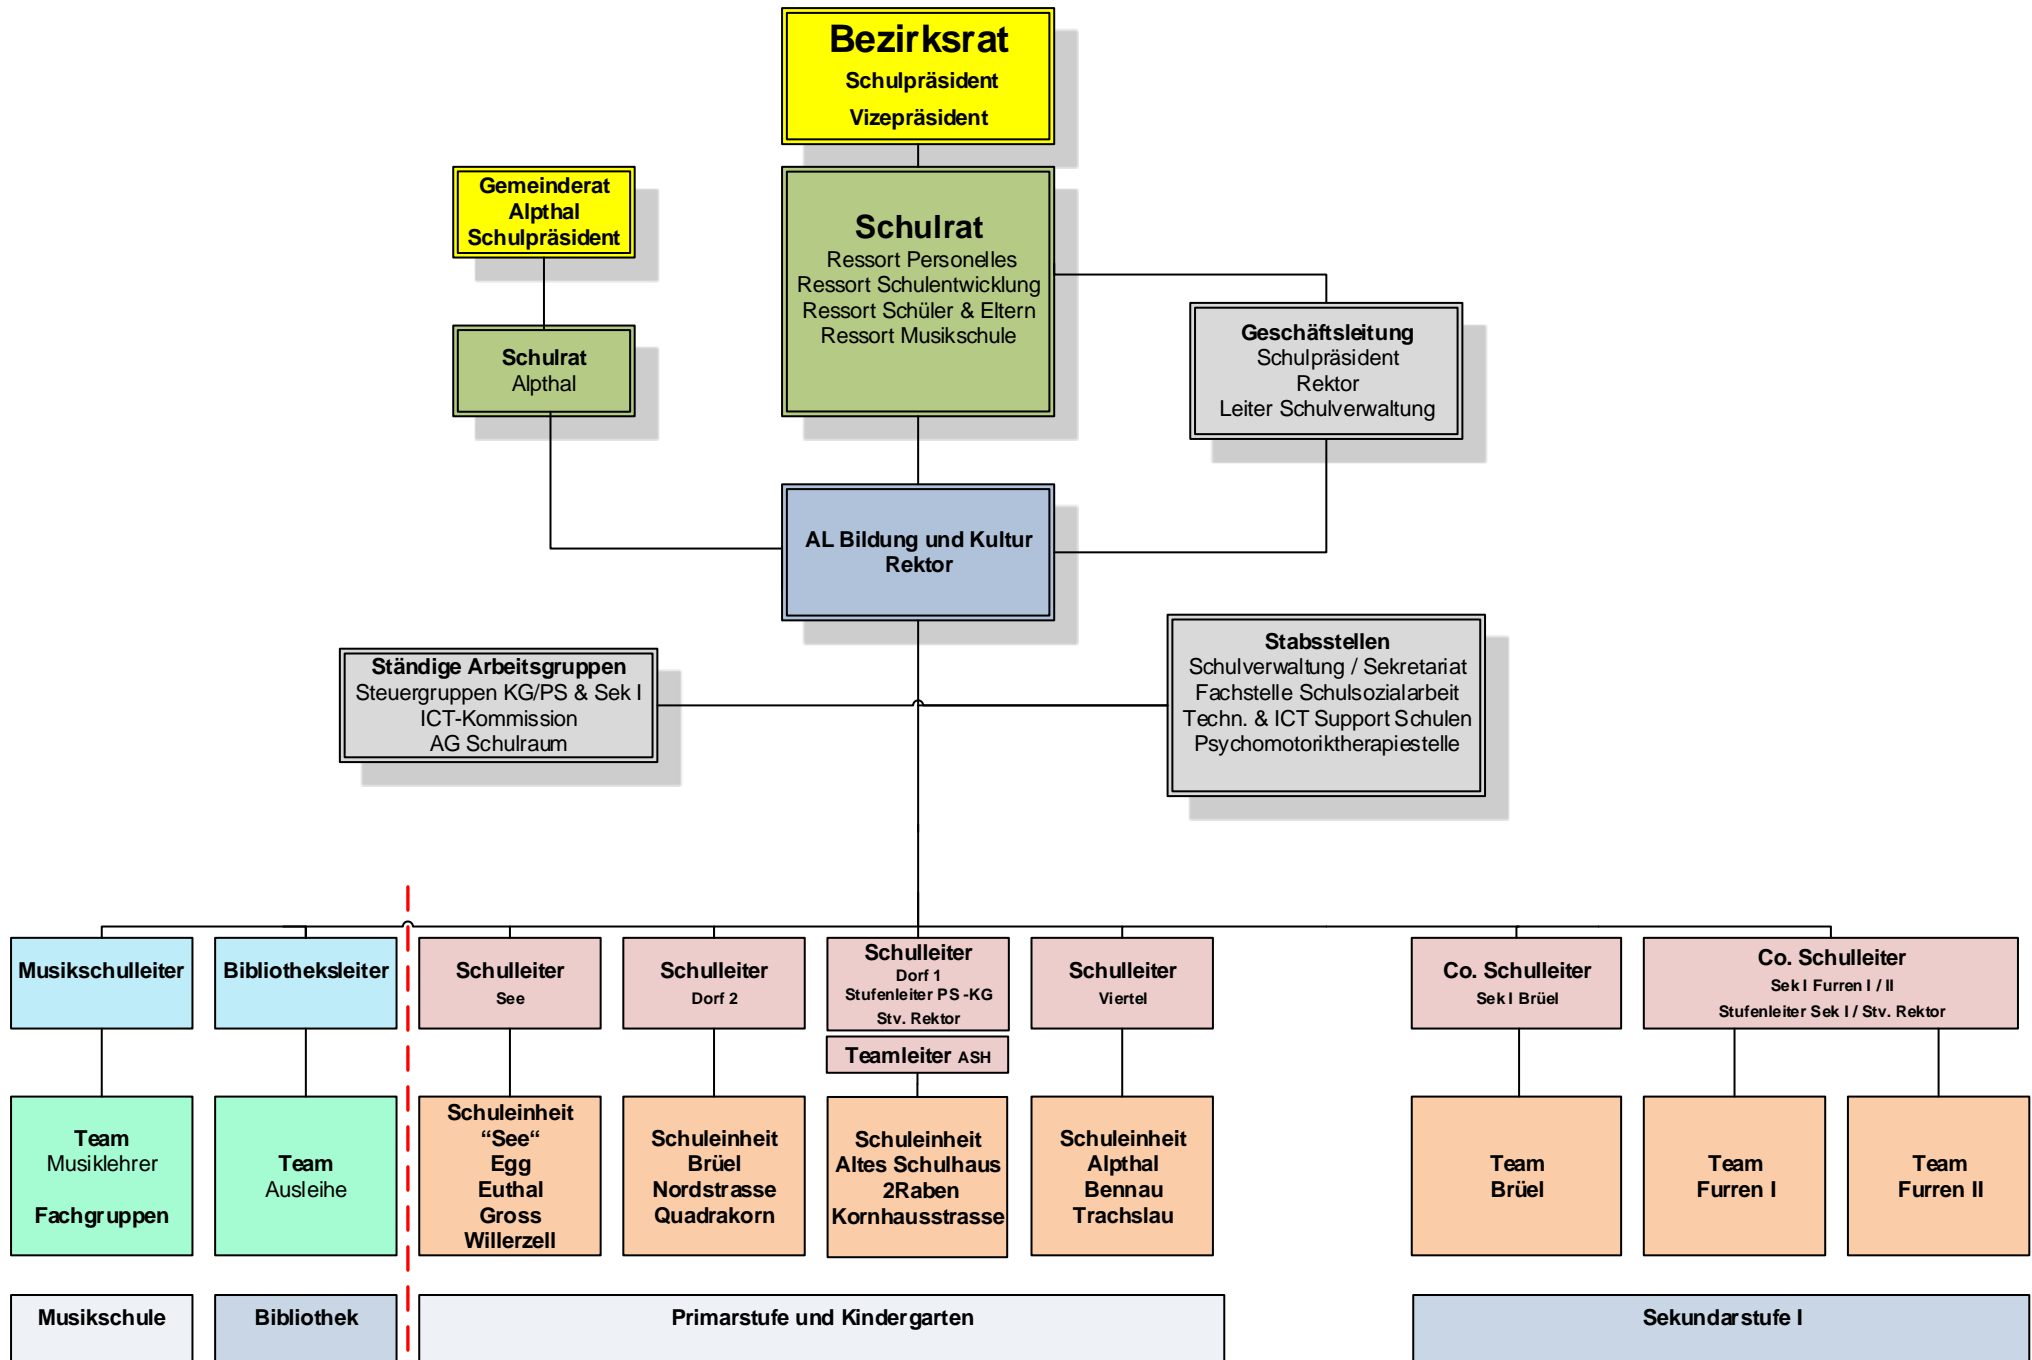 Bezirksrat
Schulpräsident
Vizepräsident
Gemeinderat
Alpthal
Schulpräsident
Schulrat
Ressort Personelles
Ressort Schulentwicklung
Ressort Schüler & Eltern
Ressort Musikschule
Schulrat
Alpthal
Geschäftsleitung
Schulpräsident
Rektor
Leiter Schulverwaltung
AL Bildung und Kultur
Rektor
Ständige Arbeitsgruppen
Steuergruppen KG/PS & Sek I
ICT-Kommission
AG Schulraum
Stabsstellen
Schulverwaltung / Sekretariat
Fachstelle Schulsozialarbeit
Techn. & ICT Support Schulen
Psychomotoriktherapiestelle
Musikschulleiter
Bibliotheksleiter
Schulleiter
See
Schulleiter
Dorf 2
Schulleiter
Dorf 1
Stufenleiter PS -KG
Stv. Rektor
Teamleiter ASH
Schulleiter
Viertel
Co. Schulleiter
Sek I Brüel
Co. Schulleiter
Sek I Furren I / II
Stufenleiter Sek I / Stv. Rektor
Team
Musiklehrer
Fachgruppen
Team
Ausleihe
Schuleinheit
“See“
Egg
Euthal
Gross
Willerzell
Schuleinheit
Brüel
Nordstrasse
Quadrakorn
Schuleinheit
Altes Schulhaus
2Raben
Kornhausstrasse
Schuleinheit
Alpthal
Bennau
Trachslau
Team
Brüel
Team
Furren I
Team
Furren II
Musikschule
Bibliothek
Primarstufe und Kindergarten
Sekundarstufe I